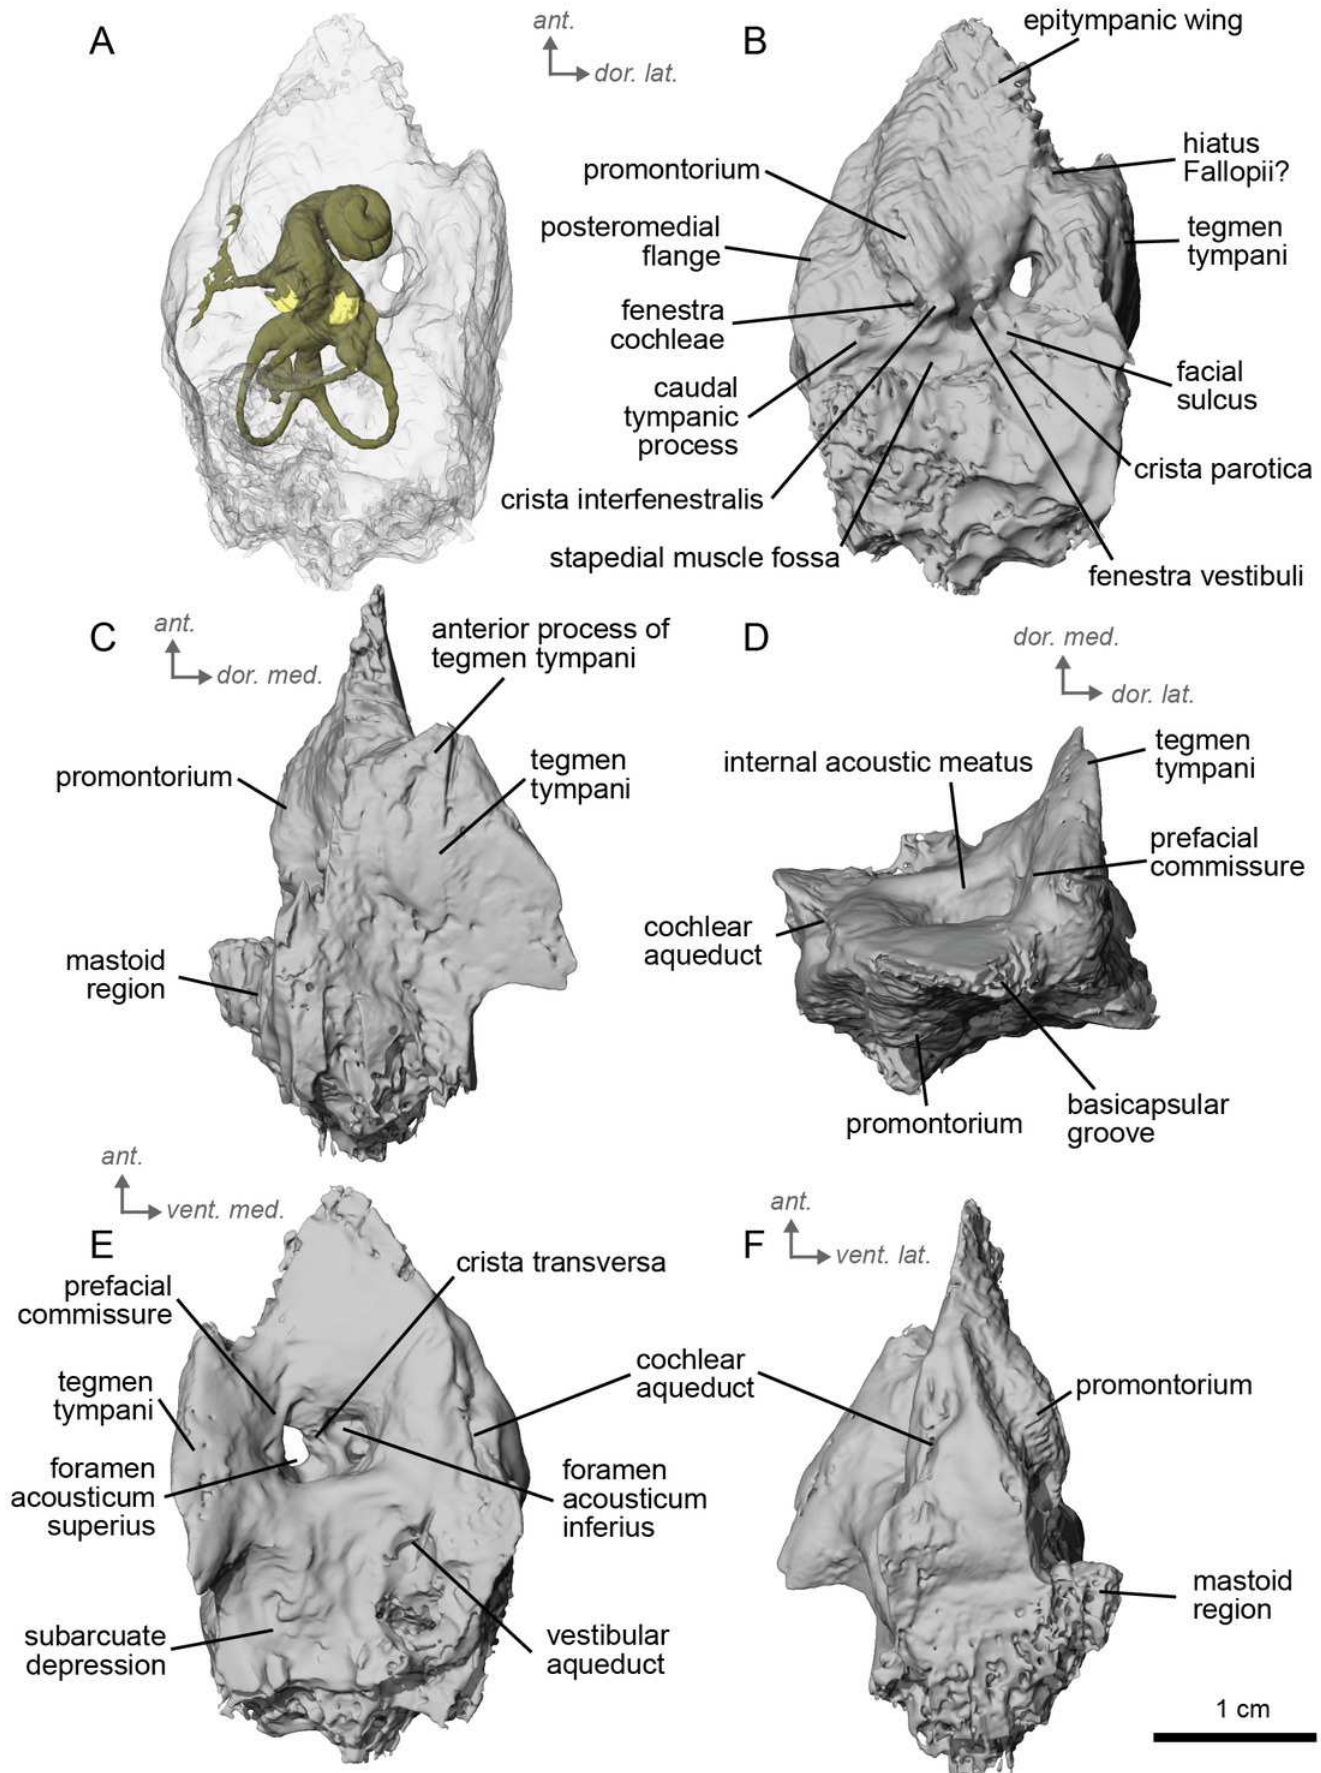 A
ant.
dor. lat.
B
epitympanic wing
hiatus
Fallopii?
promontorium
posteromedial
flange
tegmen
tympani
fenestra
cochleae
caudal
tympanic
process
facial
sulcus
crista parotica
crista interfenestralis
stapedial muscle fossa
fenestra vestibuli
C
ant.
dor. med.
anterior process of
tegmen tympani
promontorium
tegmen
tympani
mastoid
region
D
dor. med.
dor. lat.
internal acoustic meatus
tegmen
tympani
prefacial
commissure
cochlear
aqueduct
promontorium
basicapsular
groove
ant.
vent. med.
E
crista transversa
prefacial
commissure
tegmen
tympani
foramen
acousticum
superius
cochlear
aqueduct
foramen
acousticum
inferius
subarcuate
depression
vestibular
aqueduct
F
ant.
vent. lat.
promontorium
mastoid
region
1 cm